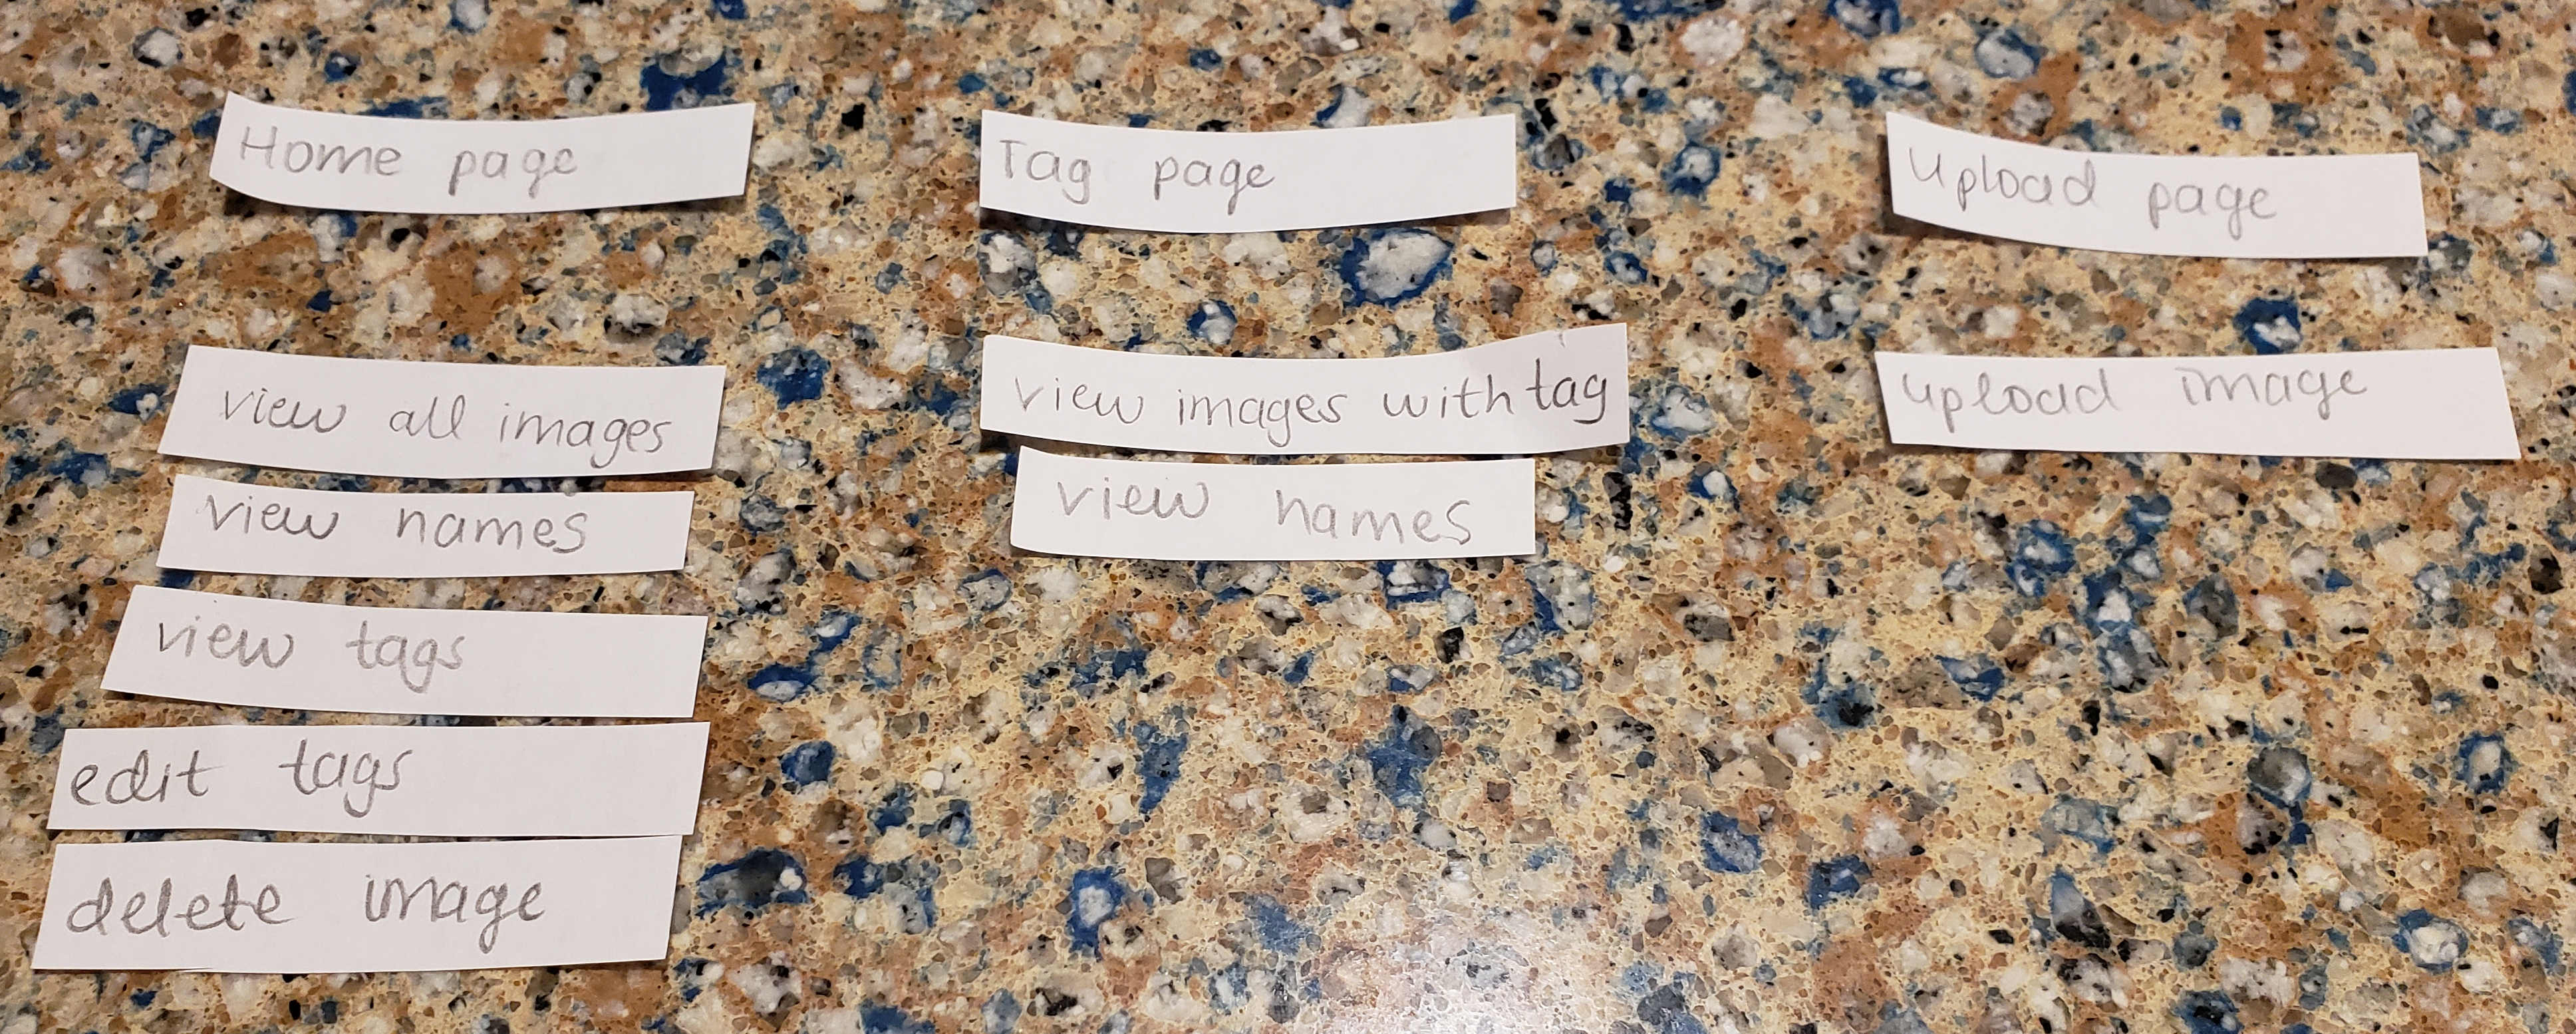 Home page
view all images
view names
view tags
edit tags
delete image
Tag page
view images with tag
view names
upload page
upload image